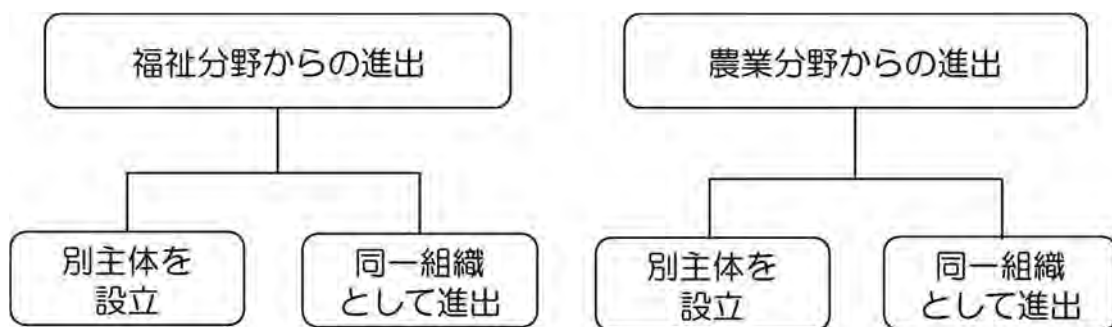 福祉分野からの進出
農業分野からの進出
別主体を
設立
同一組織
として進出
別主体を
設立
同一組織
として進出